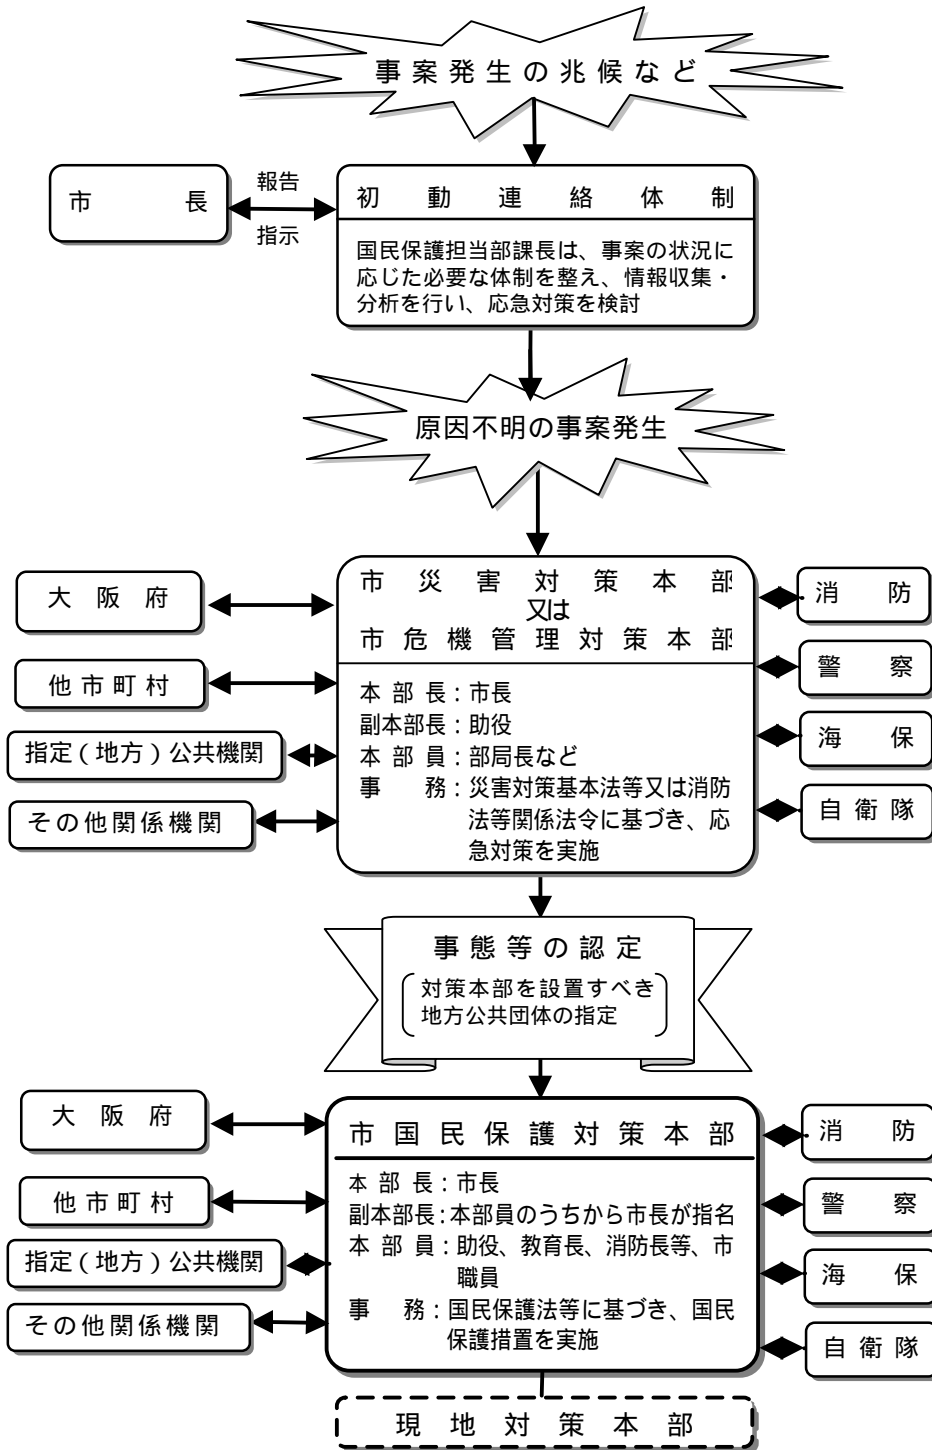 事案発生の兆候など
市長
報告
指示
初動連絡体制
国民保護担当部課長は、事案の状況に
応じた必要な体制を整え、情報収集・
分析を行い、応急対策を検討
原因不明の事案発生
大阪府
他市町村
指定(地方)公共機関
その他関係機関
市災害対策本部
又は
市危機管理対策本部
本部長:市長
副本部長:助役
本部員:部局長など
事務:災害対策基本法等又は消防
法等関係法令に基づき、応
急対策を実施
消防
警察
海保
自衛隊
事態等の認定
対策本部を設置すべき
地方公共団体の指定
大阪府
他市町村
指定(地方)公共機関
その他関係機関
市国民保護対策本部
本部長:市長
副本部長:本部員のうちから市長が指名
本部員:助役、教育長、消防長等、市
職員
事務:国民保護法等に基づき、国民
保護措置を実施
消防
警察
海保
自衛隊
現地対策本部